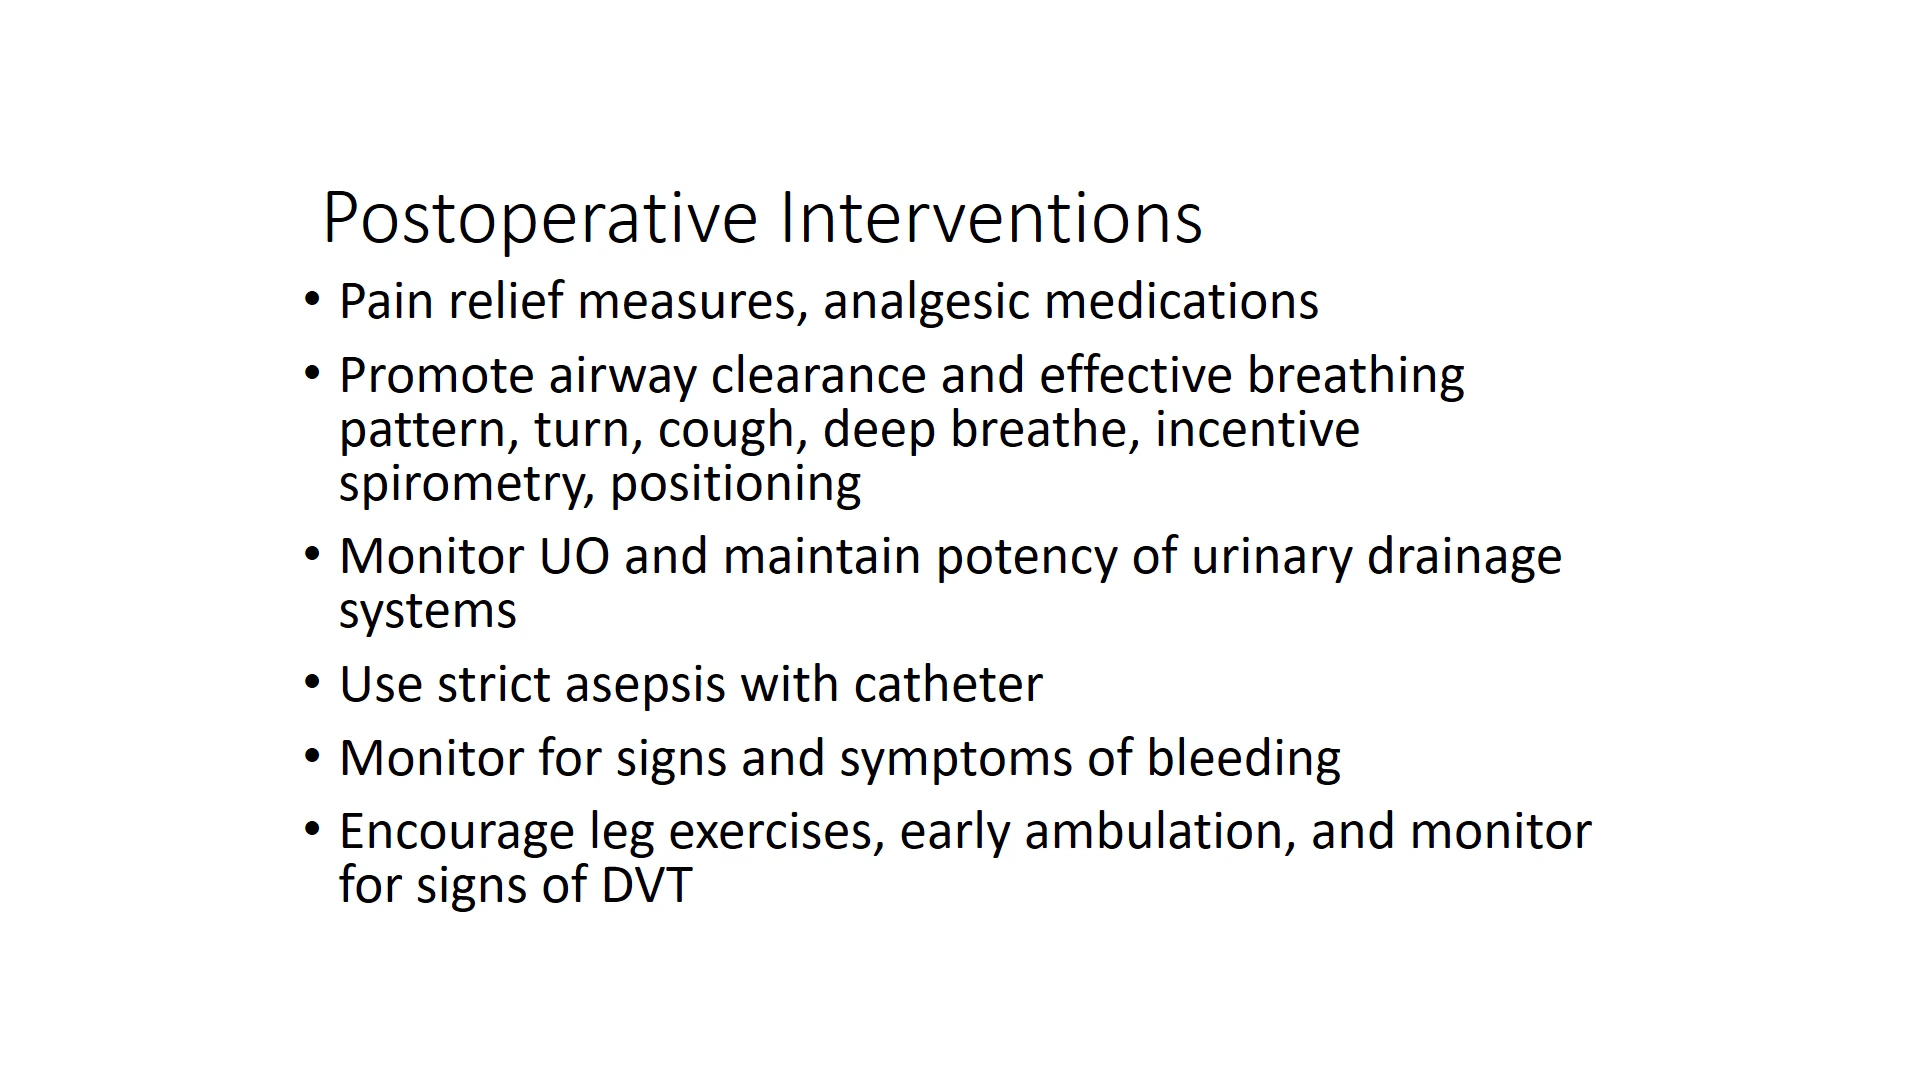 Postoperative Interventions
• Pain relief measures, analgesic medications
• Promote airway clearance and effective breathing
pattern, turn, cough, deep breathe, incentive
spirometry, positioning
• Monitor UO and maintain potency of urinary drainage
systems
• Use strict asepsis with catheter
• Monitor for signs and symptoms of bleeding
• Encourage leg exercises, early ambulation, and monitor
for signs of DVT